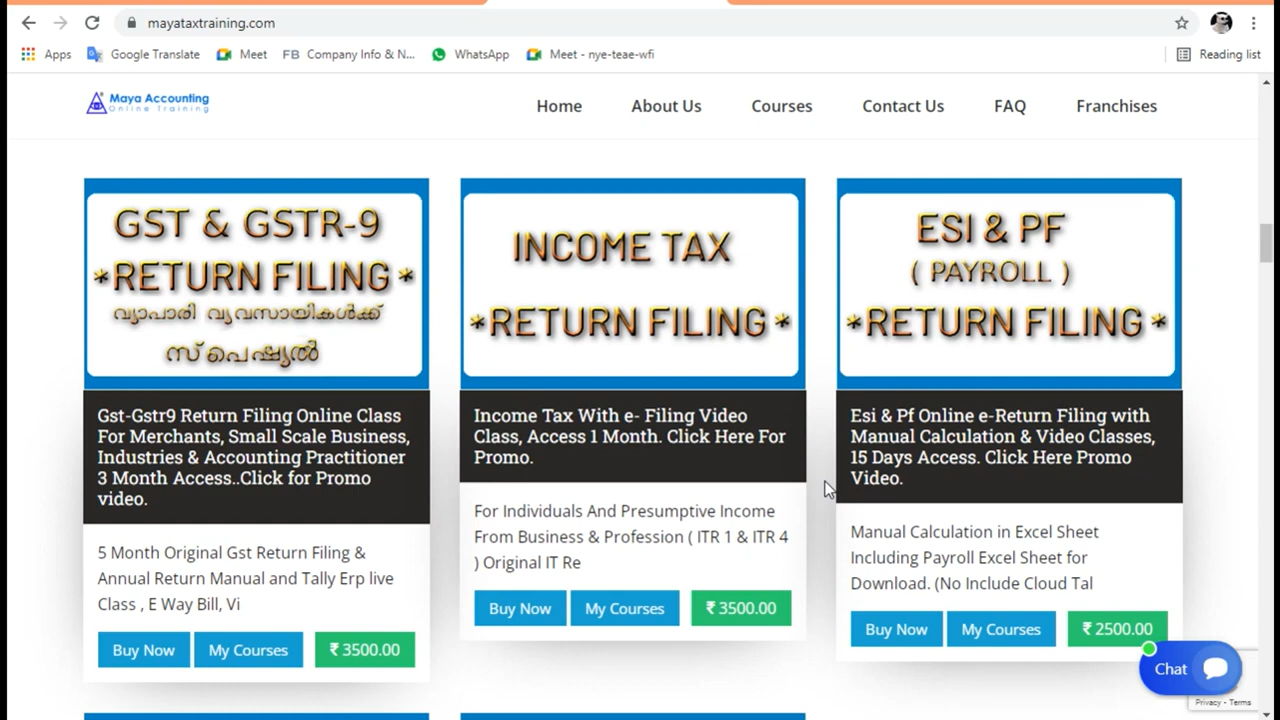 mayataxtraining.com
Apps Google Translate Meet FB Company Info & N... WhatsApp Meet - nye-teae-wfi Reading list
Maya Accounting
Online Training
Home About Us Courses Contact Us FAQ Franchises
GST & GSTR-9
*RETURN FILING*
വ്യാപാരി വ്യവസായികൾക്ക്
സ്പെഷ്യൽ
Gst-Gstr9 Return Filing Online Class
For Merchants, Small Scale Business,
Industries & Accounting Practitioner
3 Month Access..Click for Promo
video.
5 Month Original Gst Return Filing &
Annual Return Manual and Tally Erp live
Class , E Way Bill, Vi
Buy Now My Courses ₹ 3500.00
INCOME TAX
*RETURN FILING*
Income Tax With e- Filing Video
Class, Access 1 Month. Click Here For
Promo.
For Individuals And Presumptive Income
From Business & Profession ( ITR 1 & ITR 4
) Original IT Re
Buy Now My Courses ₹ 3500.00
ESI & PF
( PAYROLL )
*RETURN FILING*
Esi & Pf Online e-Return Filing with
Manual Calculation & Video Classes,
15 Days Access. Click Here Promo
Video.
Manual Calculation in Excel Sheet
Including Payroll Excel Sheet for
Download. (No Include Cloud Tal
Buy Now My Courses ₹ 2500.00
Chat
Privacy - Terms